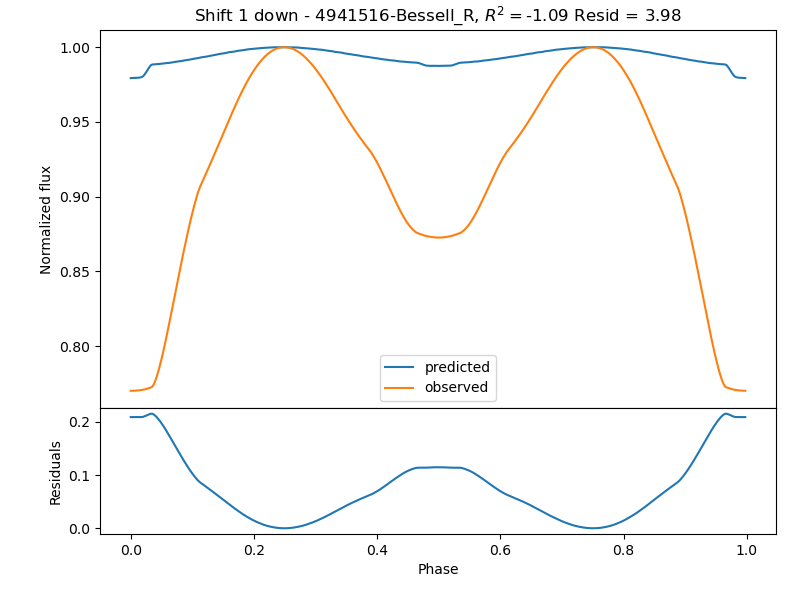 Shift 1 down - 4941516-Bessell_R, $R^2 =$ -1.09 Resid = 3.98
Normalized flux
1.00
0.95
0.90
0.85
0.80
predicted
observed
Residuals
0.2
0.1
0.0
0.0
0.2
0.4
0.6
0.8
1.0
Phase